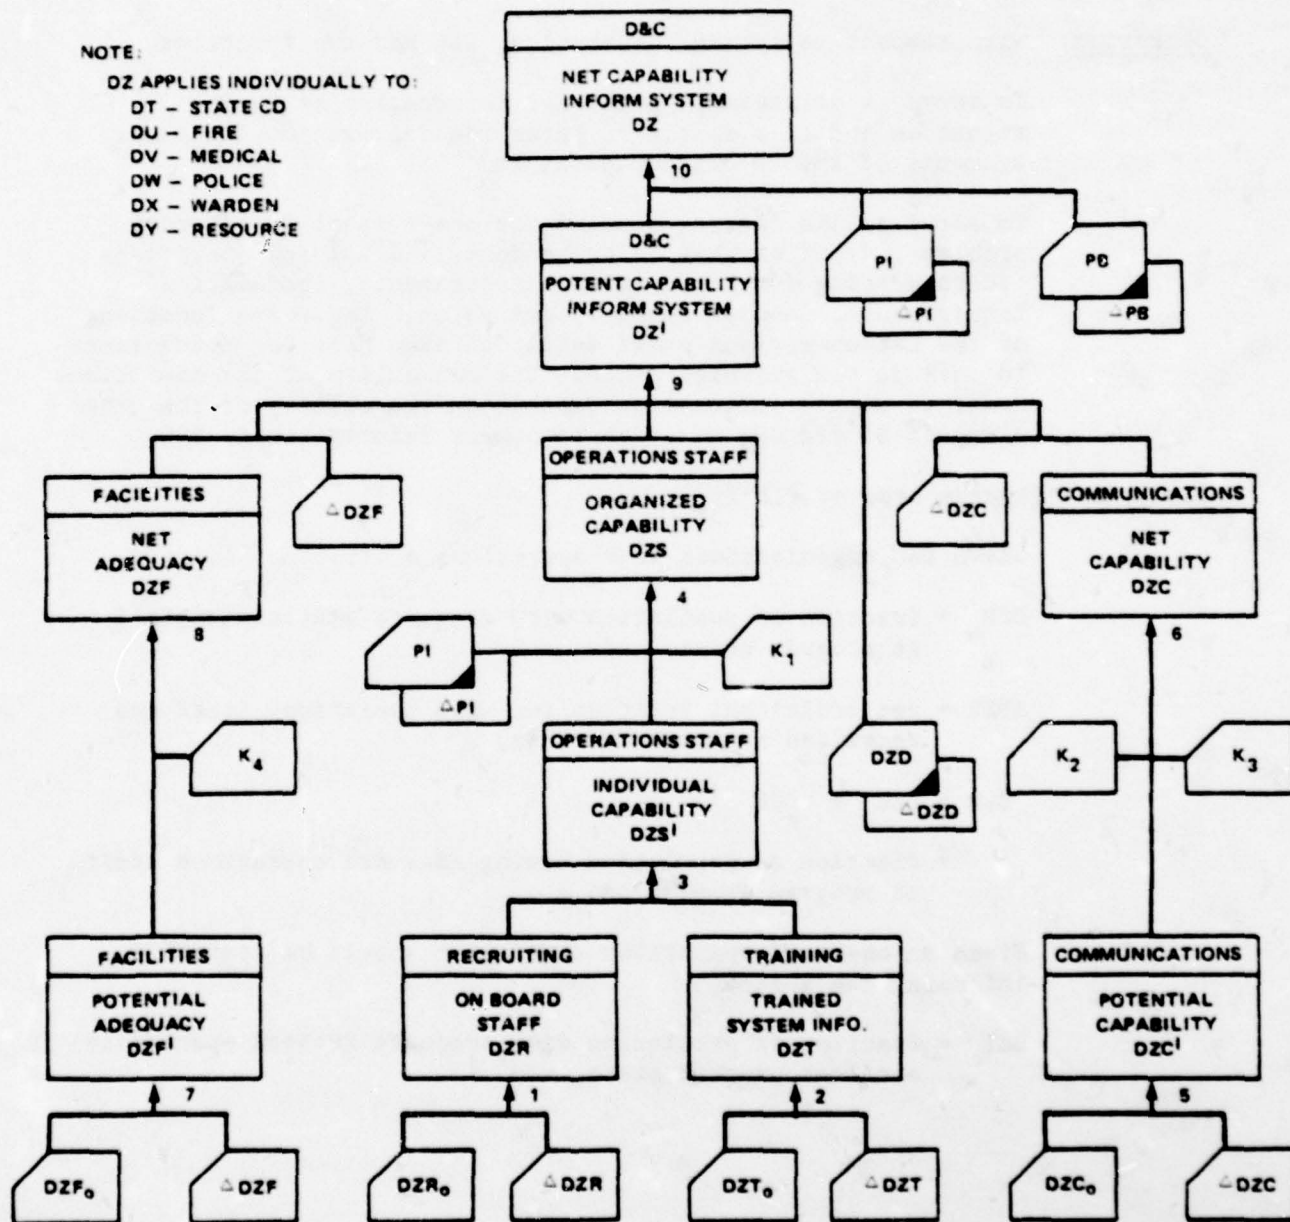 NOTE:
DZ APPLIES INDIVIDUALLY TO:
DT – STATE CD
DU – FIRE
DV – MEDICAL
DW – POLICE
DX – WARDEN
DY – RESOURCE
D&C
NET CAPABILITY
INFORM SYSTEM
DZ
10
D&C
POTENT CAPABILITY
INFORM SYSTEM
DZ'
PI
△PI
PB
△PB
9
FACILITIES
NET
ADEQUACY
DZF
△DZF
OPERATIONS STAFF
ORGANIZED
CAPABILITY
DZS
△DZC
COMMUNICATIONS
NET
CAPABILITY
DZC
8
4
6
PI
△PI
K₁
K₄
OPERATIONS STAFF
INDIVIDUAL
CAPABILITY
DZS'
DZD
△DZD
K₂
K₃
3
FACILITIES
POTENTIAL
ADEQUACY
DZF'
RECRUITING
ON BOARD
STAFF
DZR
TRAINING
TRAINED
SYSTEM INFO.
DZT
COMMUNICATIONS
POTENTIAL
CAPABILITY
DZC'
7
1
2
5
DZFₒ
△DZF
DZRₒ
△DZR
DZTₒ
△DZT
DZCₒ
△DZC